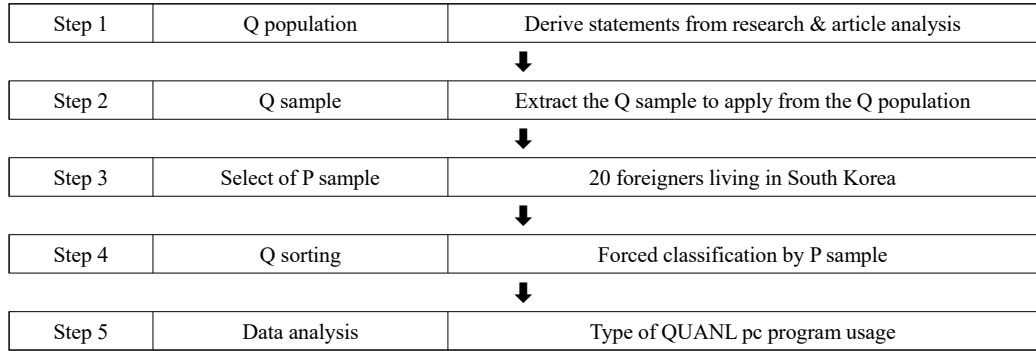 Step 1 Q population Derive statements from research & article analysis
Step 2 Q sample Extract the Q sample to apply from the Q population
Step 3 Select of P sample 20 foreigners living in South Korea
Step 4 Q sorting Forced classification by P sample
Step 5 Data analysis Type of QUANL pc program usage